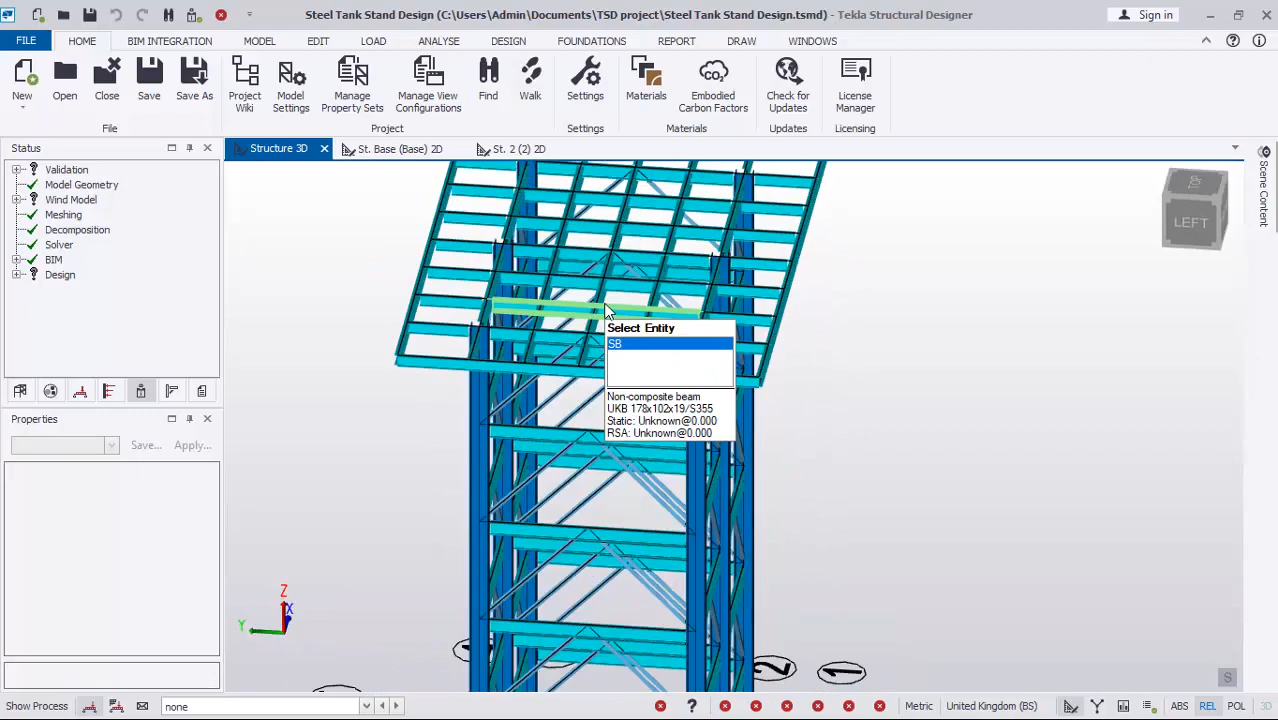 Steel Tank Stand Design (C:\Users\Admin\Documents\TSD project\Steel Tank Stand Design.tsmd) - Tekla Structural Designer
Sign in
FILE
HOME
BIM INTEGRATION
MODEL
EDIT
LOAD
ANALYSE
DESIGN
FOUNDATIONS
REPORT
DRAW
WINDOWS
New
Open
Close
Save
Save As
Project Wiki
Model Settings
Manage Property Sets
Manage View Configurations
Find
Walk
Settings
Materials
Embodied Carbon Factors
Check for Updates
License Manager
File
Project
Settings
Materials
Updates
Licensing
Status
Structure 3D
St. Base (Base) 2D
St. 2 (2) 2D
Scene Content
Validation
Model Geometry
Wind Model
Meshing
Decomposition
Solver
BIM
Design
LEFT
Select Entity
SB
Non-composite beam
UKB 178x102x19/S355
Static: Unknown@0.000
RSA: Unknown@0.000
Properties
Save...
Apply...
Z
X
Y
2
1
S
Show Process
none
Metric
United Kingdom (BS)
ABS
REL
POL
3D